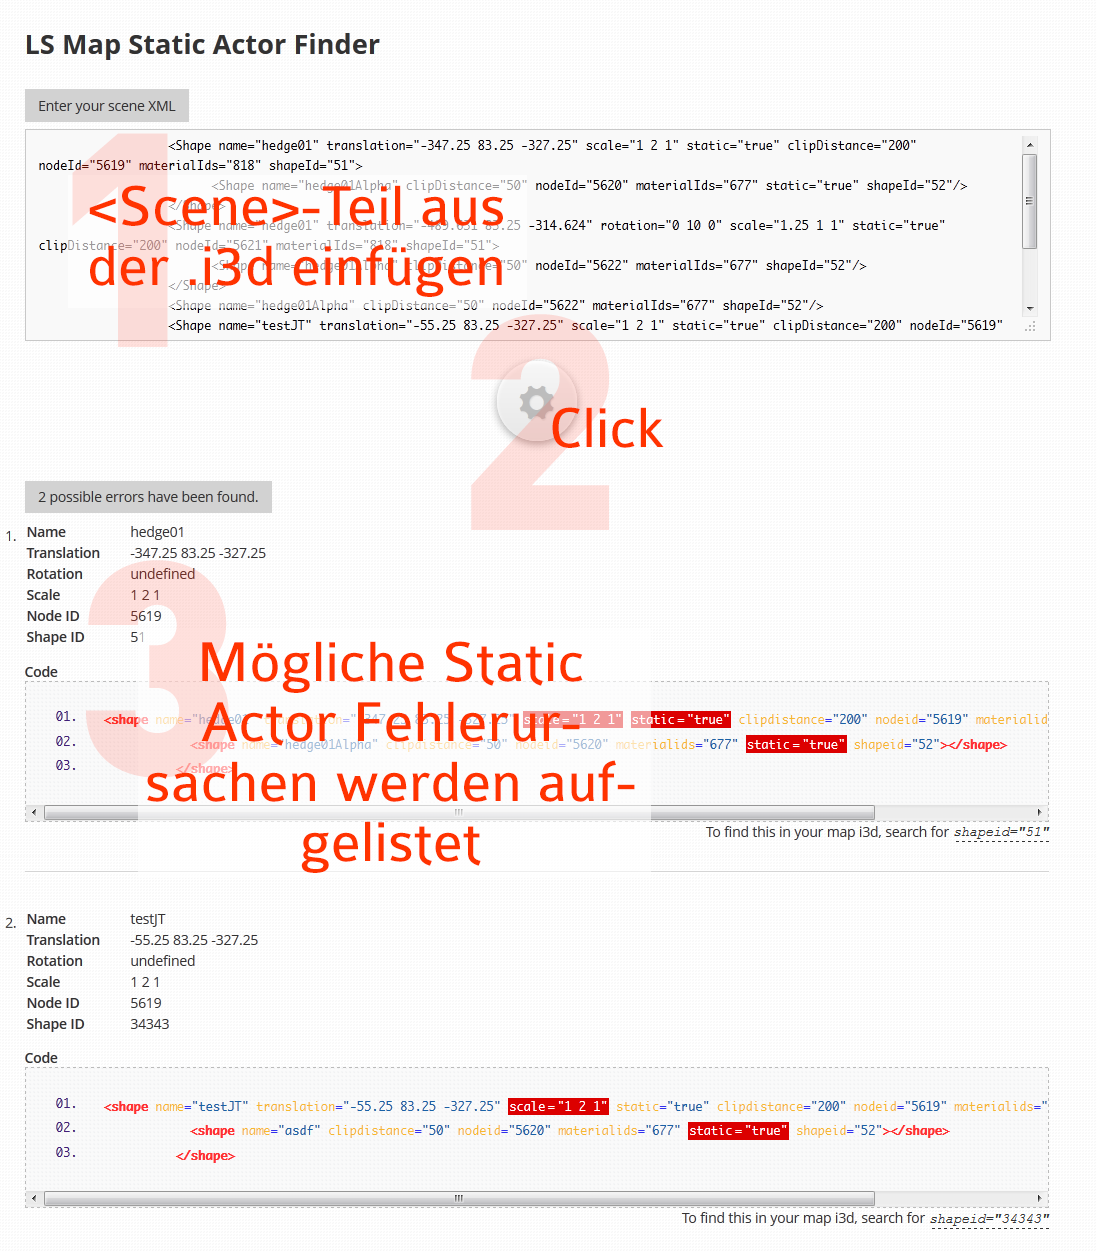 LS Map Static Actor Finder
Enter your scene XML
<Shape name="hedge01" translation="-347.25 83.25 -327.25" scale="1 2 1" static="true" clipDistance="200"
nodeId="5619" materialIds="818" shapeId="51">
<Shape name="hedge01Alpha" clipDistance="50" nodeId="5620" materialIds="677" static="true" shapeId="52"/>
</Shape>
<Shape name="hedge01" translation="-489.631 83.25 -314.624" rotation="0 10 0" scale="1.25 1 1" static="true"
clipDistance="200" nodeId="5621" materialIds="818" shapeId="51">
<Shape name="hedge01Alpha" clipDistance="50" nodeId="5622" materialIds="677" shapeId="52"/>
</Shape>
<Shape name="hedge01Alpha" clipDistance="50" nodeId="5622" materialIds="677" shapeId="52"/>
<Shape name="testJT" translation="-55.25 83.25 -327.25" scale="1 2 1" static="true" clipDistance="200" nodeId="5619"
1
<Scene>-Teil aus
der .i3d einfügen
2
Click
2 possible errors have been found.
1.
Name hedge01
Translation -347.25 83.25 -327.25
Rotation undefined
Scale 1 2 1
Node ID 5619
Shape ID 51
3
Mögliche Static
Actor Fehlerur-
sachen werden auf-
gelistet
Code
01. <shape name="hedge01" translation="-347.25 83.25 -327.25" scale="1 2 1" static="true" clipdistance="200" nodeid="5619" materialid
02. <shape name="hedge01Alpha" clipdistance="50" nodeid="5620" materialids="677" static="true" shapeid="52"></shape>
03. </shape>
To find this in your map i3d, search for shapeid="51"
2.
Name testJT
Translation -55.25 83.25 -327.25
Rotation undefined
Scale 1 2 1
Node ID 5619
Shape ID 34343
Code
01. <shape name="testJT" translation="-55.25 83.25 -327.25" scale="1 2 1" static="true" clipdistance="200" nodeid="5619" materialids="
02. <shape name="asdf" clipdistance="50" nodeid="5620" materialids="677" static="true" shapeid="52"></shape>
03. </shape>
To find this in your map i3d, search for shapeid="34343"